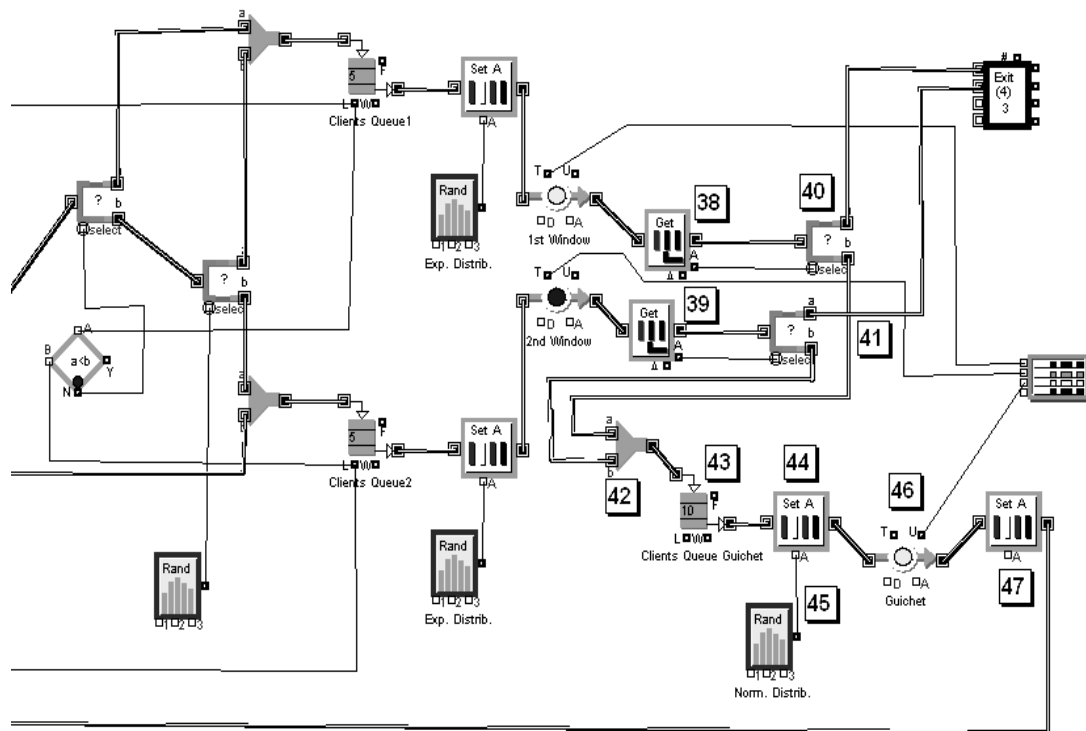 a
F
5
L W
Clients Queue1
Set A
A
#
Exit
(4)
3
?
b
select
Rand
1 2 3
Exp. Distrib.
T U
D A
1st Window
38
Get
A
Δ
40
?
b
selec
?
b
select
T U
D A
2nd Window
39
Get
A
Δ
a
?
b
selec
41
A
B
a<b
Y
N
a
F
5
L W
Clients Queue2
Set A
A
a
b
42
43
F
10
L W
Clients Queue Guichet
44
Set A
A
46
T U
D A
Guichet
Set A
A
47
Rand
1 2 3
Rand
1 2 3
Exp. Distrib.
45
Rand
1 2 3
Norm. Distrib.